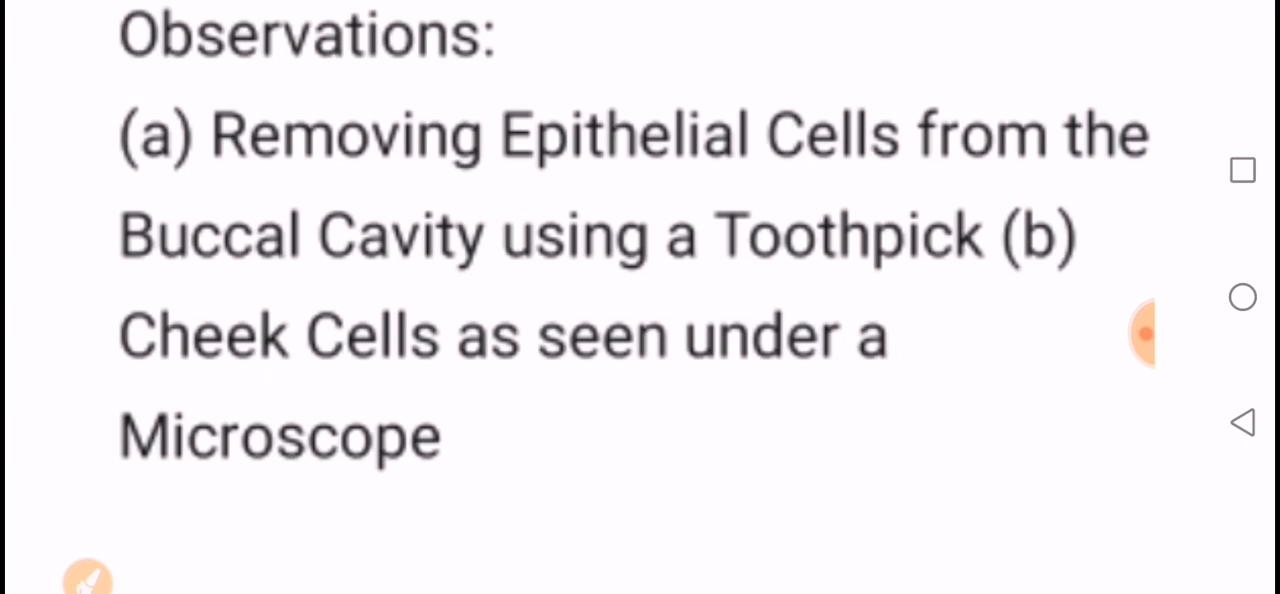 Observations:
(a) Removing Epithelial Cells from the
Buccal Cavity using a Toothpick (b)
Cheek Cells as seen under a
Microscope